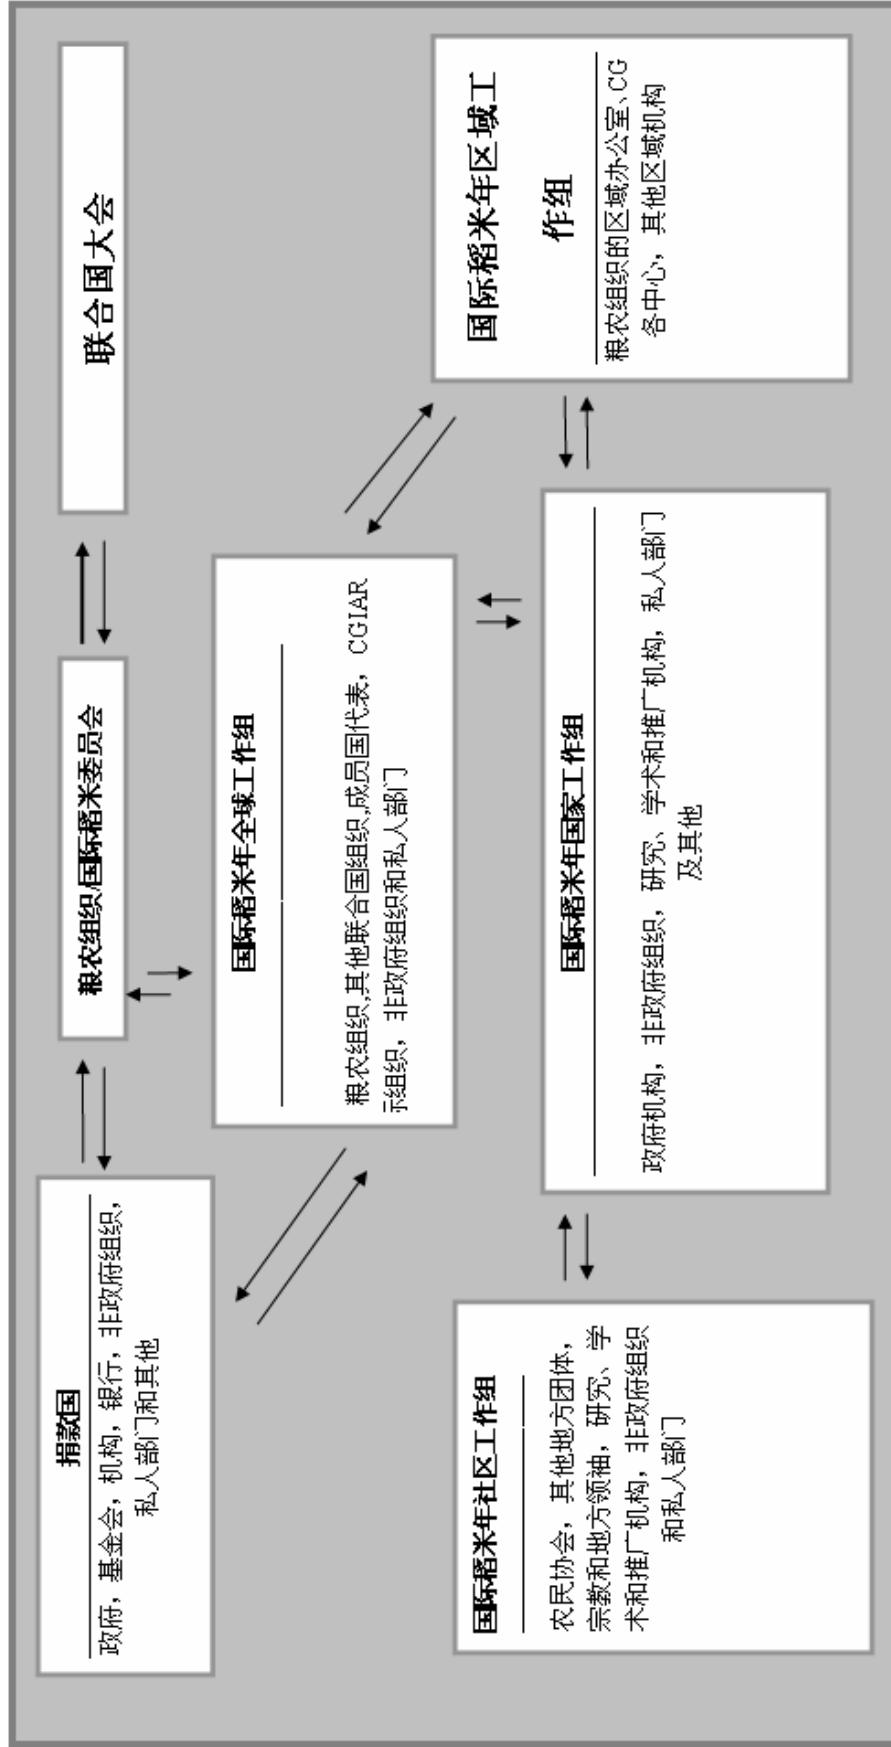 捐款国
政府，基金会，机构，银行，非政府组织，
私人部门和其他
粮农组织/国际稻米委员会
联合国大会
国际稻米年全球工作组
粮农组织,其他联合国组织,成员国代表，CGIAR
示组织，非政府组织和私人部门
国际稻米年社区工作组
农民协会，其他地方团体，
宗教和地方领袖，研究、学
术和推广机构，非政府组织
和私人部门
国际稻米年国家工作组
政府机构，非政府组织，研究、学术和推广机构，私人部门
及其他
国际稻米年区域工
作组
粮农组织的区域办公室、CG
各中心，其他区域机构